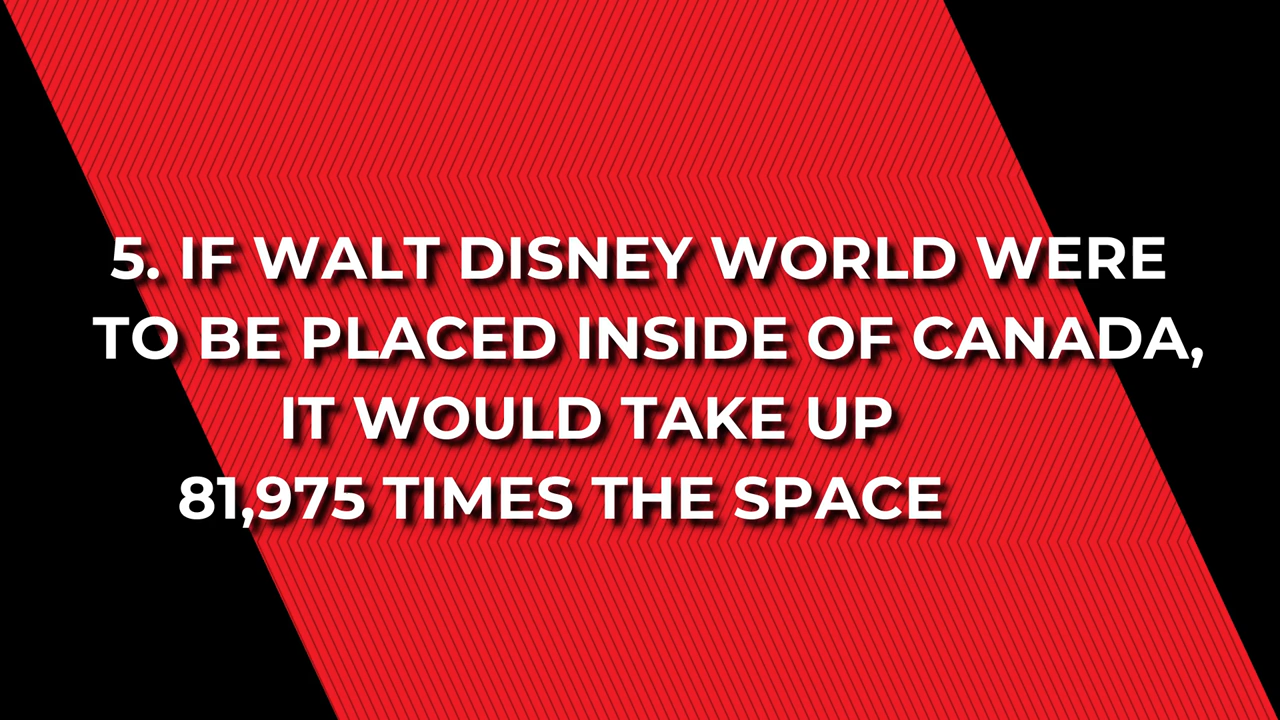 5. IF WALT DISNEY WORLD WERE
TO BE PLACED INSIDE OF CANADA,
IT WOULD TAKE UP
81,975 TIMES THE SPACE